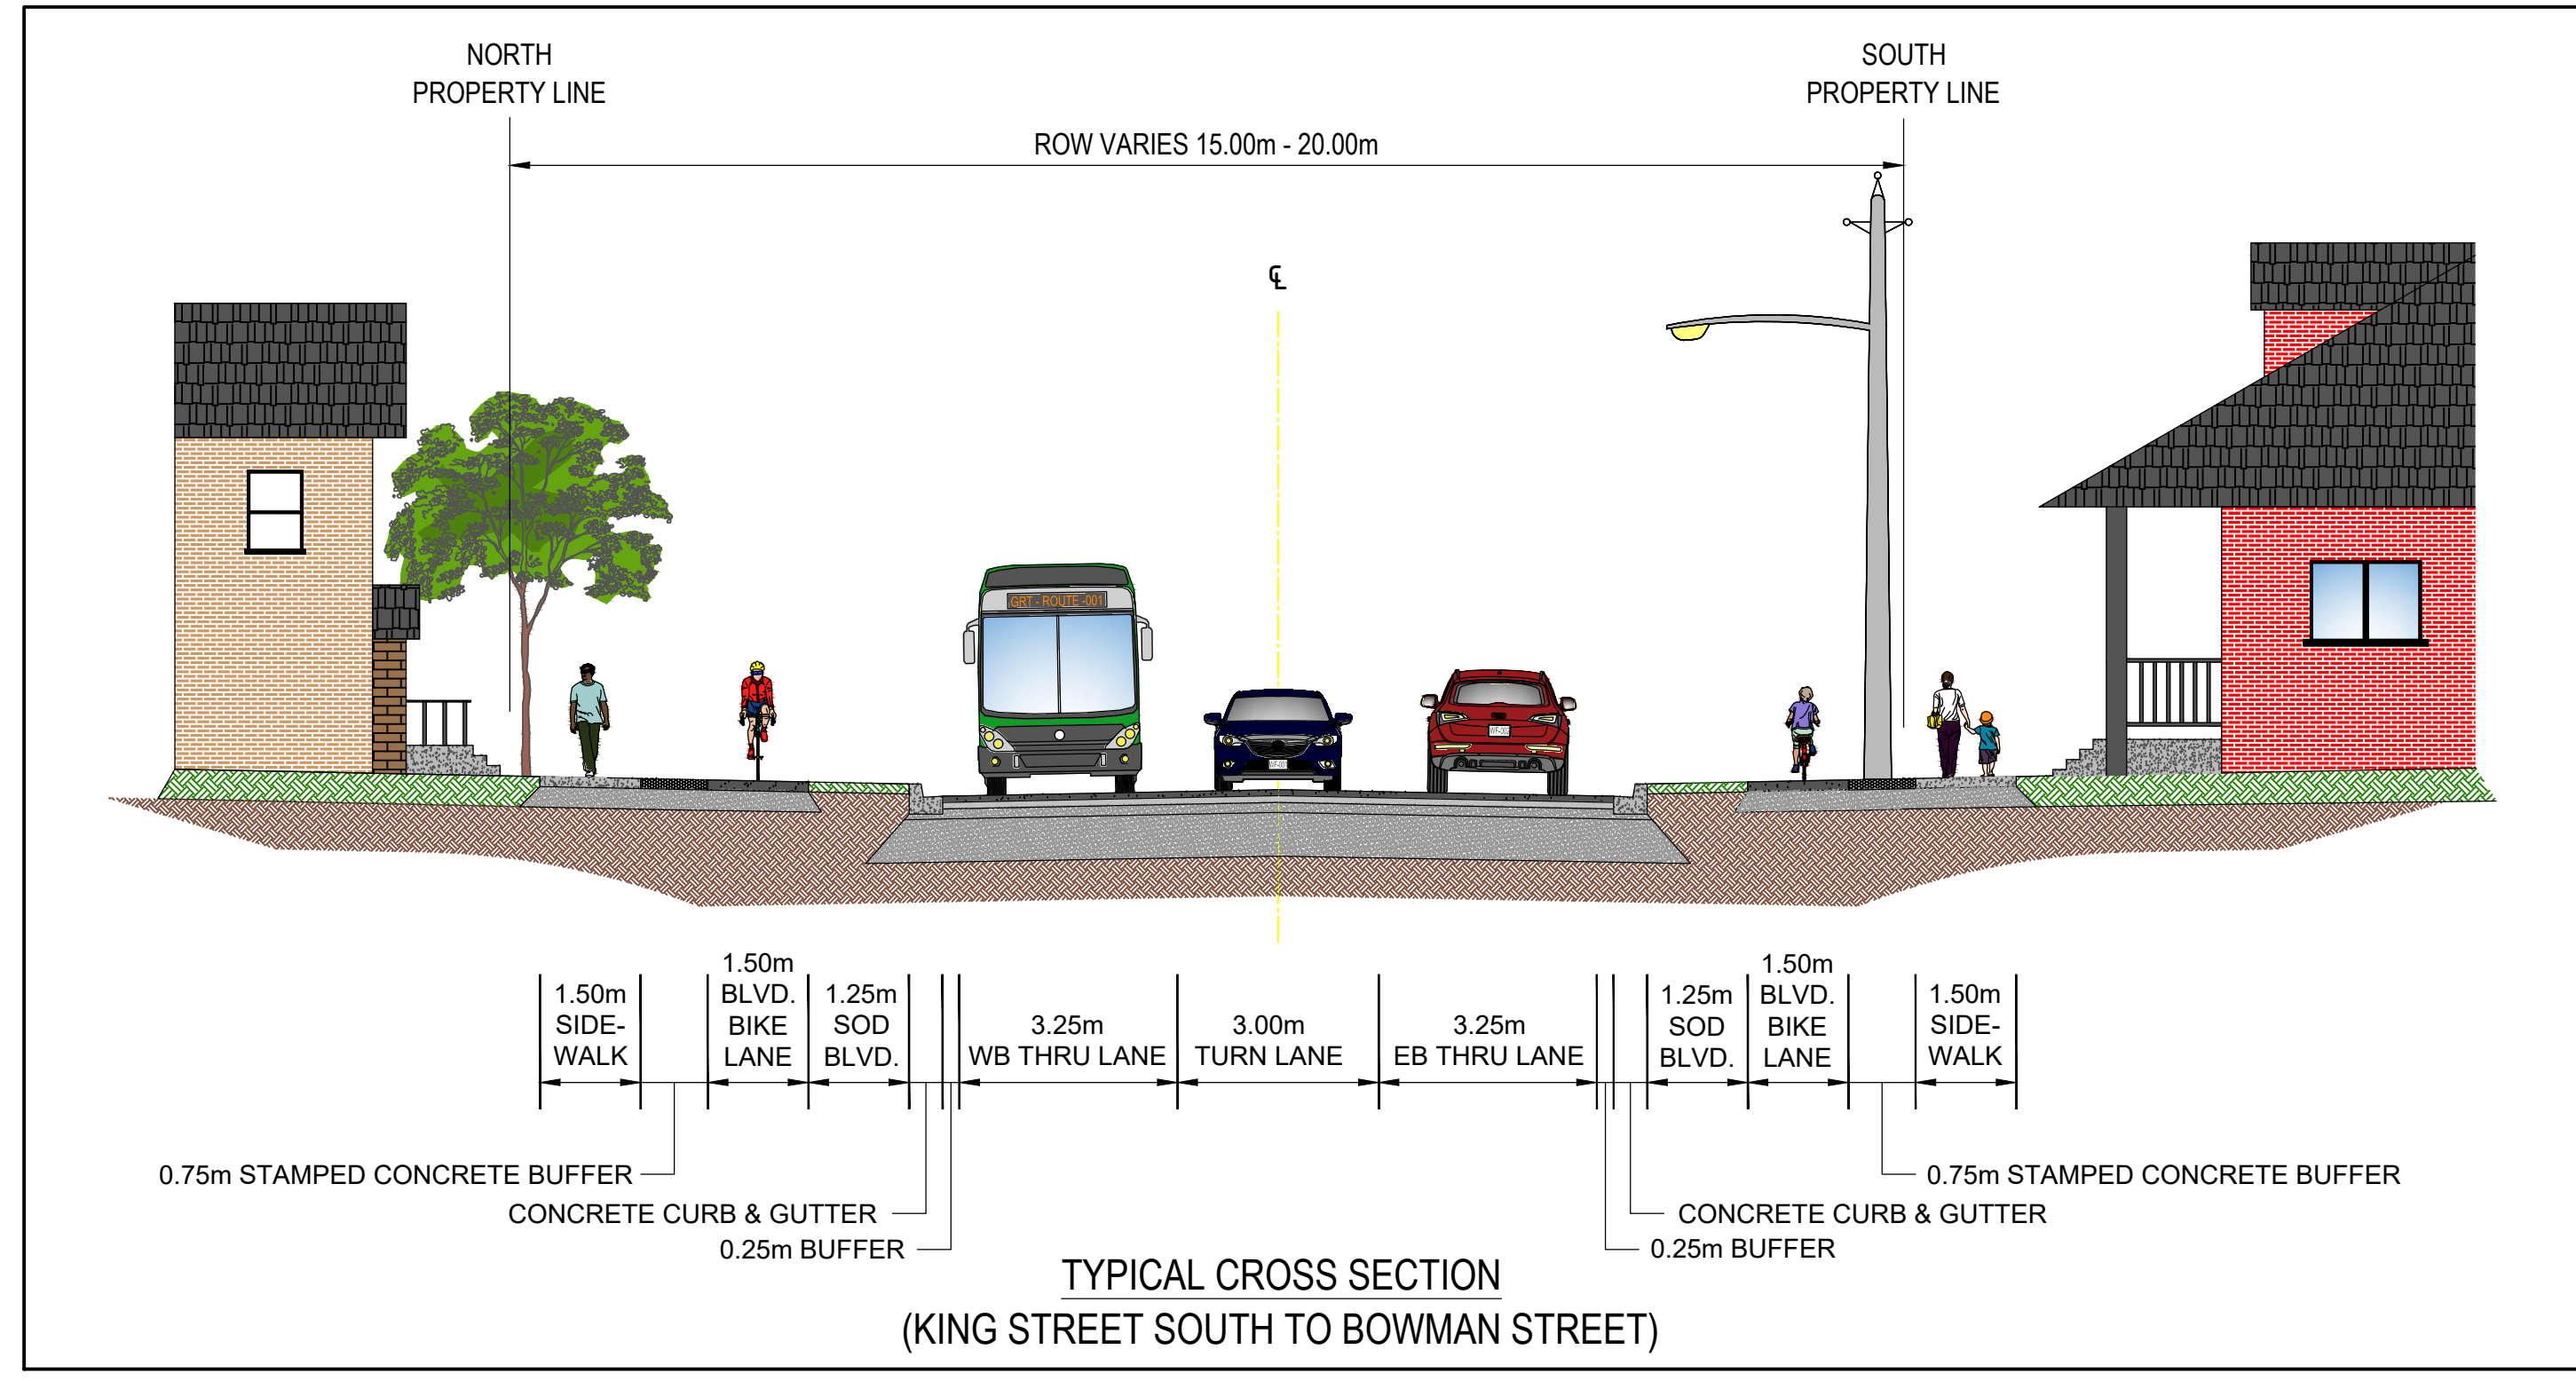 NORTH
PROPERTY LINE
SOUTH
PROPERTY LINE
ROW VARIES 15.00m - 20.00m
℄
GRT - ROUTE -001
WF-001
WF-002
1.50m
SIDE-
WALK
1.50m
BLVD.
BIKE
LANE
1.25m
SOD
BLVD.
3.25m
WB THRU LANE
3.00m
TURN LANE
3.25m
EB THRU LANE
1.25m
SOD
BLVD.
1.50m
BLVD.
BIKE
LANE
1.50m
SIDE-
WALK
0.75m STAMPED CONCRETE BUFFER
CONCRETE CURB & GUTTER
0.25m BUFFER
0.75m STAMPED CONCRETE BUFFER
CONCRETE CURB & GUTTER
0.25m BUFFER
TYPICAL CROSS SECTION
(KING STREET SOUTH TO BOWMAN STREET)